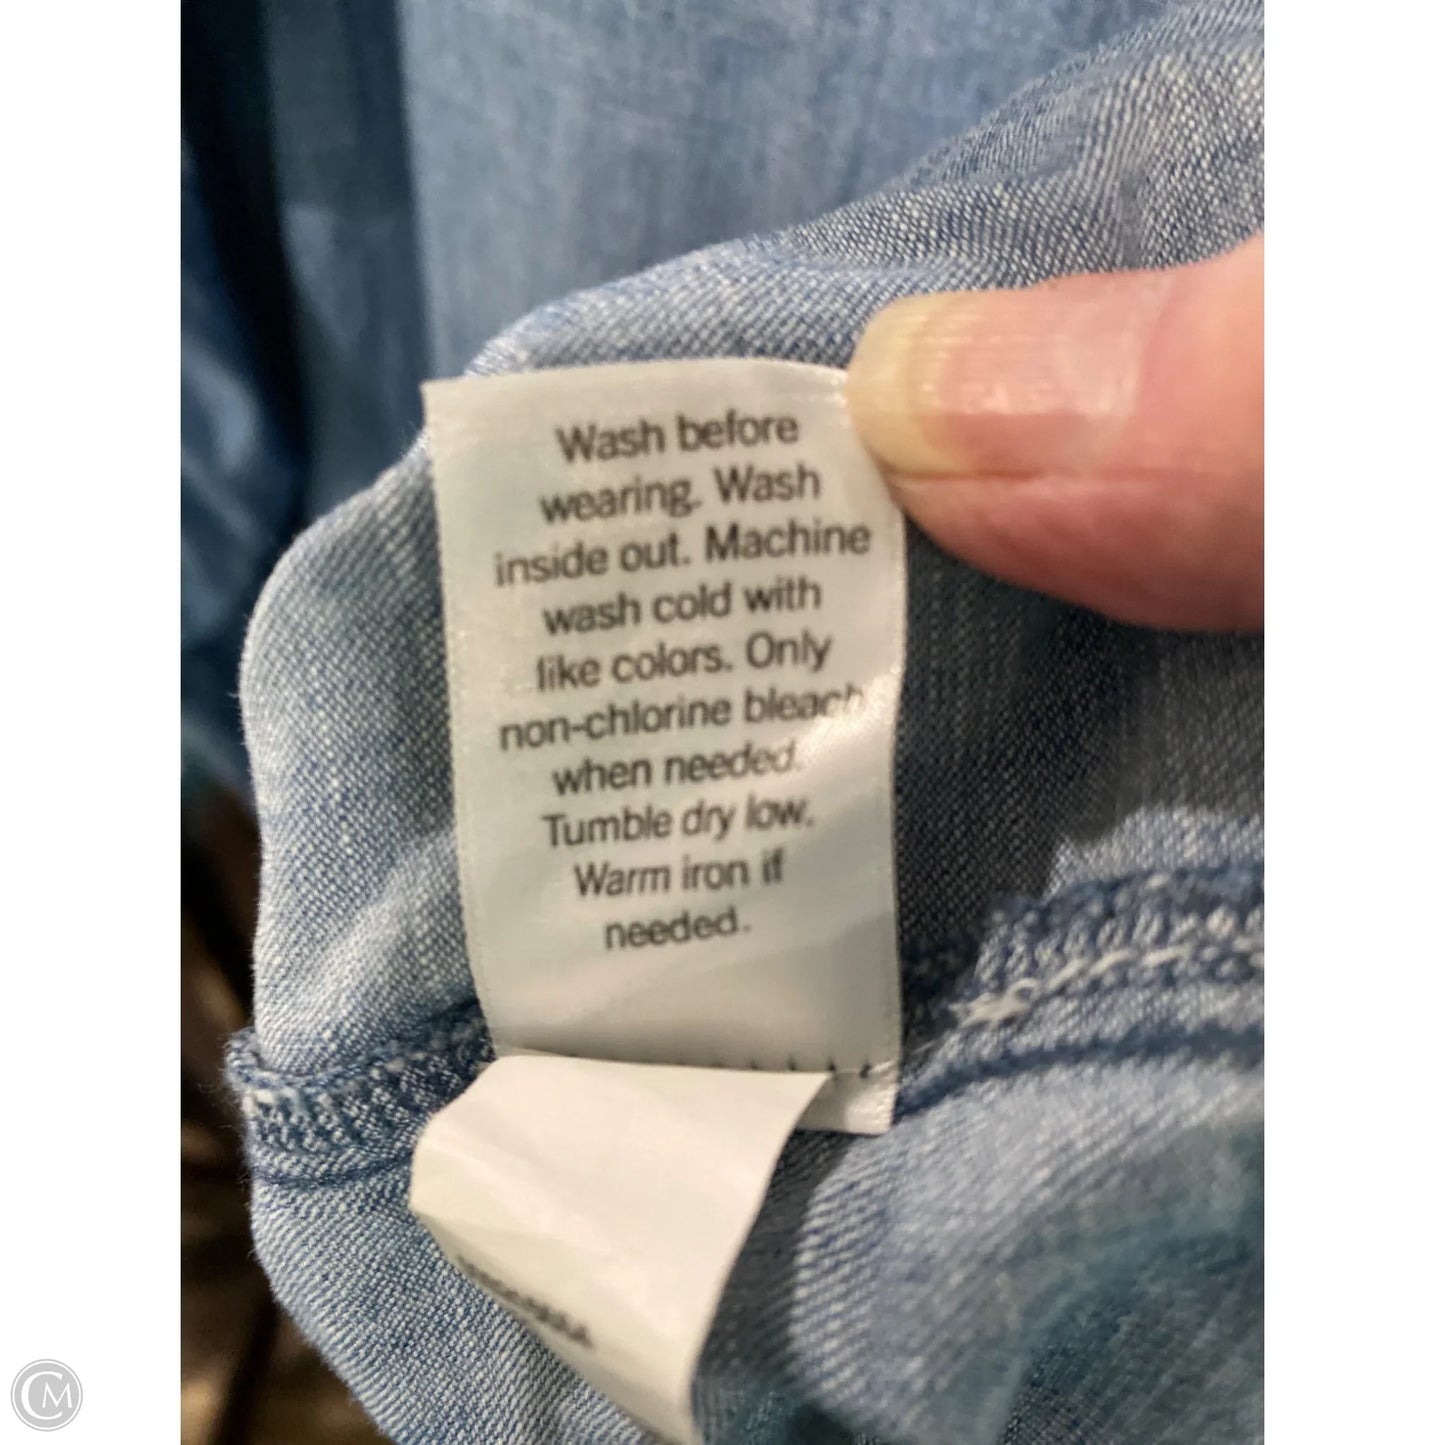 Wash before
wearing. Wash
inside out. Machine
wash cold with
like colors. Only
non-chlorine bleach
when needed.
Tumble dry low.
Warm iron if
needed.
CM